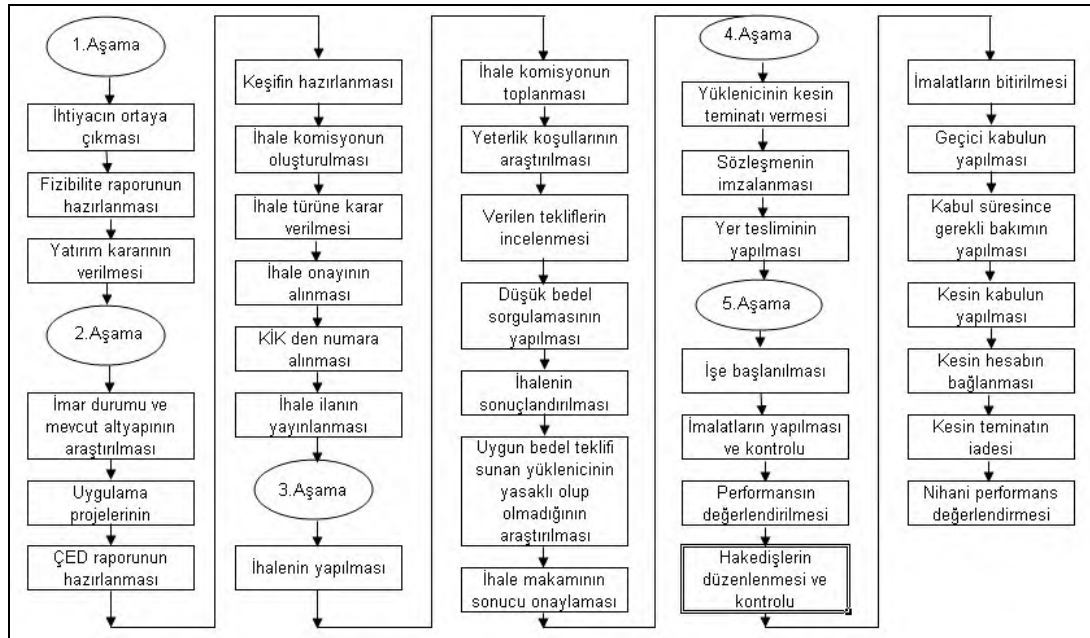 1.Aşama
İhtiyacın ortaya
çıkması
Fizibilite raporunun
hazırlanması
Yatırım kararının
verilmesi
2.Aşama
İmar durumu ve
mevcut altyapının
araştırılması
Uygulama
projelerinin
ÇED raporunun
hazırlanması
Keşifin hazırlanması
İhale komisyonun
oluşturulması
İhale türüne karar
verilmesi
İhale onayının
alınması
KİK den numara
alınması
İhale ilanın
yayınlanması
3.Aşama
İhalenin yapılması
İhale komisyonun
toplanması
Yeterlik koşullarının
araştırılması
Verilen tekliflerin
incelenmesi
Düşük bedel
sorgulamasının
yapılması
İhalenin
sonuçlandırılması
Uygun bedel teklifi
sunan yüklenicinin
yasaklı olup
olmadığının
araştırılması
İhale makamının
sonucu onaylaması
4.Aşama
Yüklenicinin kesin
teminatı vermesi
Sözleşmenin
imzalanması
Yer tesliminin
yapılması
5.Aşama
İşe başlanılması
İmalatların yapılması
ve kontrolu
Performansın
değerlendirilmesi
Hakedişlerin
düzenlenmesi ve
kontrolu
İmalatların bitirilmesi
Geçici kabulun
yapılması
Kabul süresince
gerekli bakımın
yapılması
Kesin kabulun
yapılması
Kesin hesabın
bağlanması
Kesin teminatın
iadesi
Nihani performans
değerlendirmesi